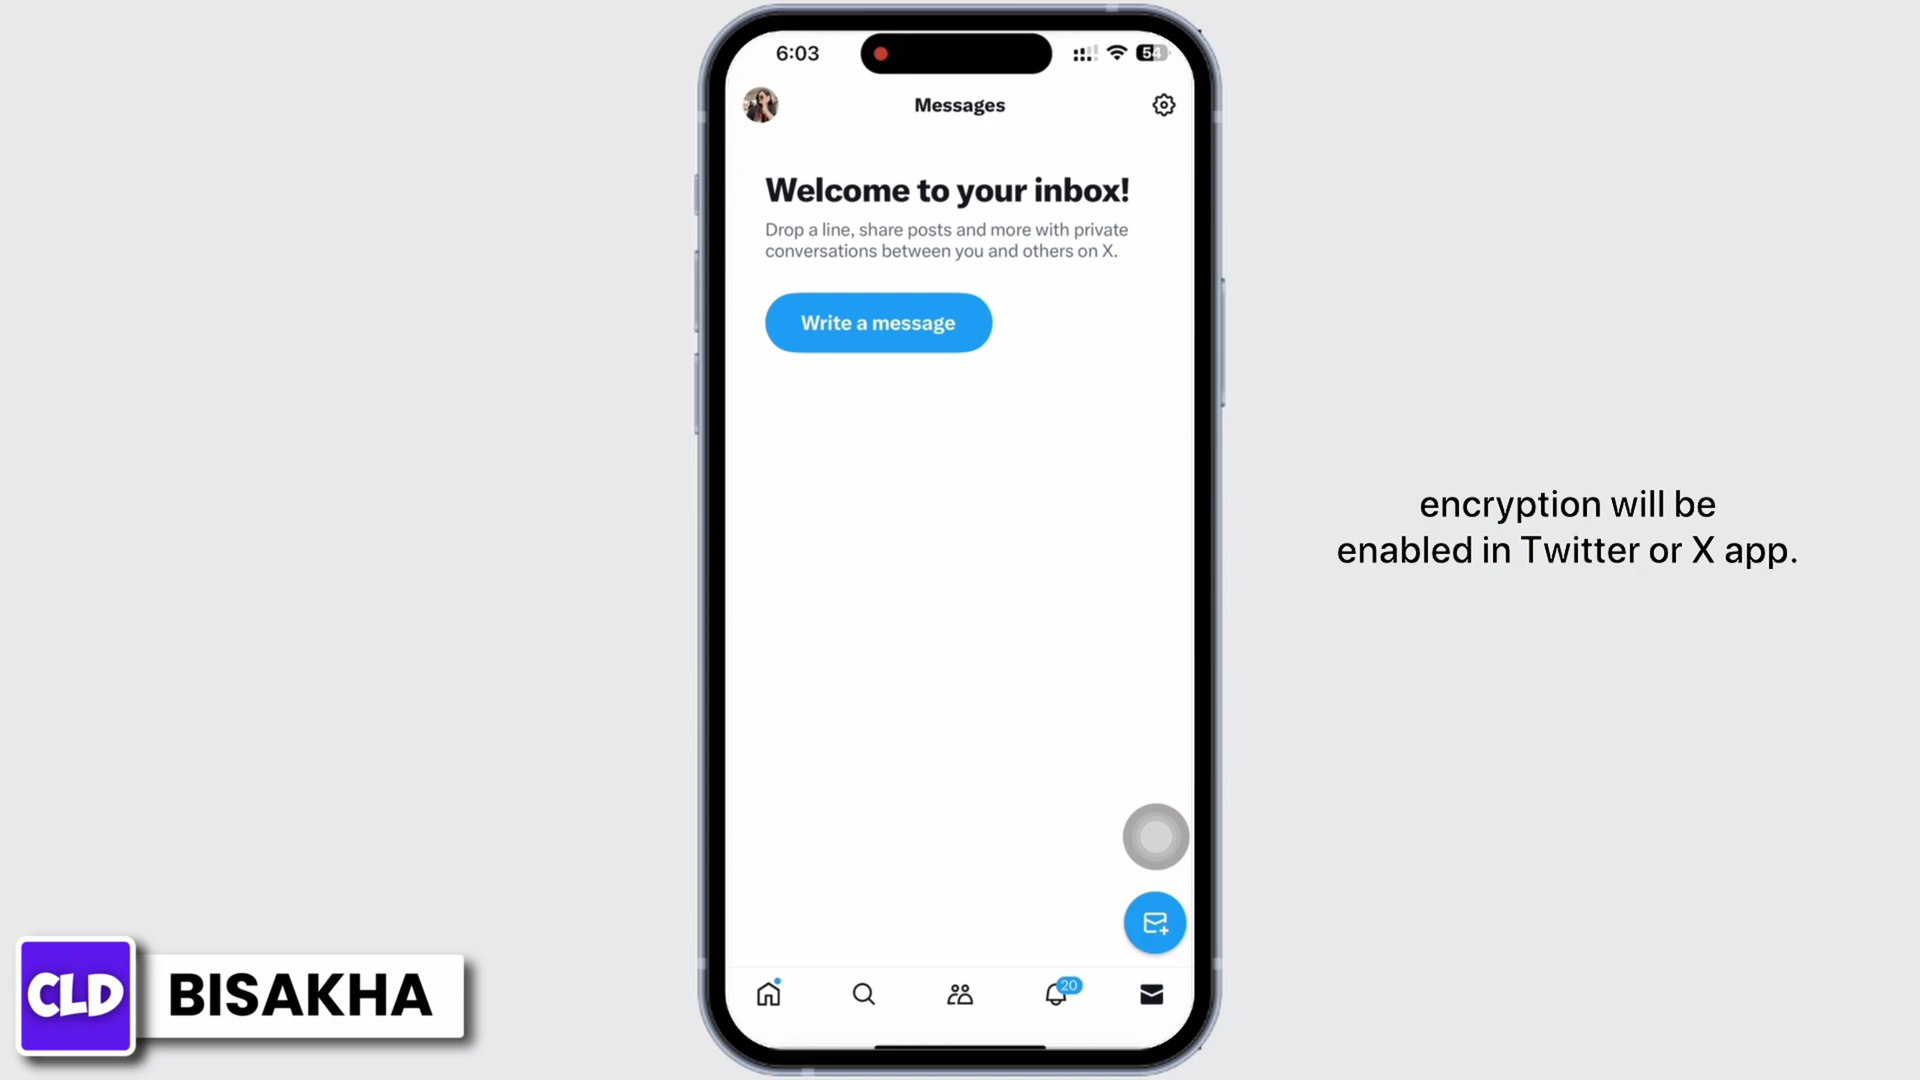 6:03
54
Messages
Welcome to your inbox!
Drop a line, share posts and more with private
conversations between you and others on X.
Write a message
encryption will be
enabled in Twitter or X app.
20
CLD
BISAKHA